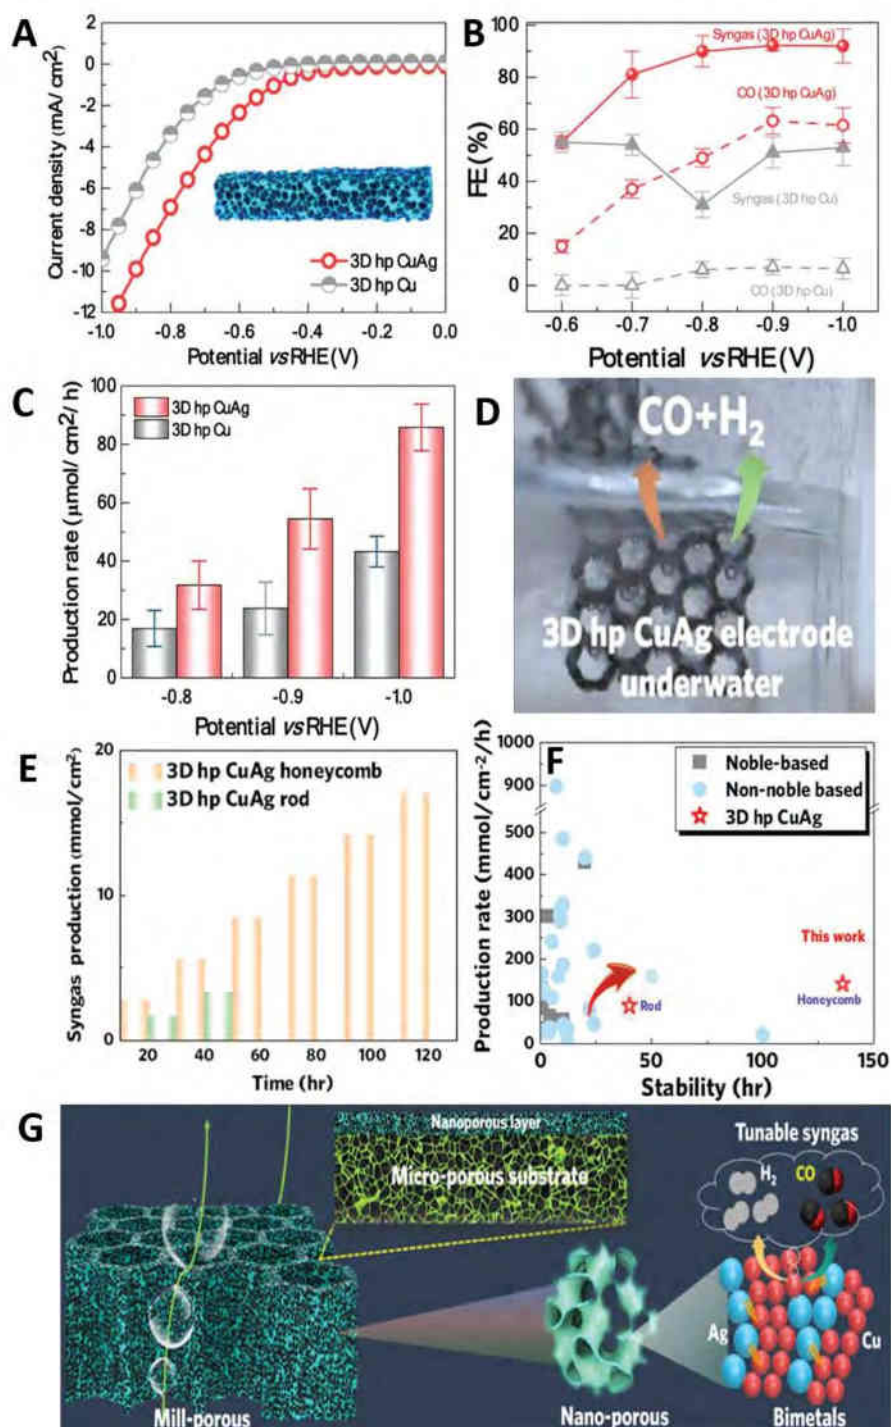 A
2
0
-2
-4
-6
-8
-10
-12
Current density (mA/ cm²)
3D hp CuAg
3D hp Cu
-1.0 -0.8 -0.6 -0.4 -0.2 0.0
Potential vsRHE(V)
B
100
80
60
40
20
0
FE(%)
Syngas (3D hp CuAg)
CO (3D hp CuAg)
Syngas (3D hp Cu)
CO (3D hp Cu)
-0.6 -0.7 -0.8 -0.9 -1.0
Potential vsRHE(V)
C
100
80
60
40
20
0
Production rate (μmol/ cm2/ h)
3D hp CuAg
3D hp Cu
-0.8 -0.9 -1.0
Potential vsRHE(V)
D
CO+H₂
3D hp CuAg electrode
underwater
E
20
10
0
Syngas production (mmol/cm²)
3D hp CuAg honeycomb
3D hp CuAg rod
20 40 60 80 100 120
Time (hr)
F
1000
900
500
400
300
200
100
0
Production rate (mmol/cm⁻²/h)
Noble-based
Non-noble based
3D hp CuAg
This work
Rod
Honeycomb
0 50 100 150
Stability (hr)
G
Nanoporous layer
Micro-porous substrate
Tunable syngas
H₂
CO
Ag
Cu
Mill-porous
Nano-porous
Bimetals